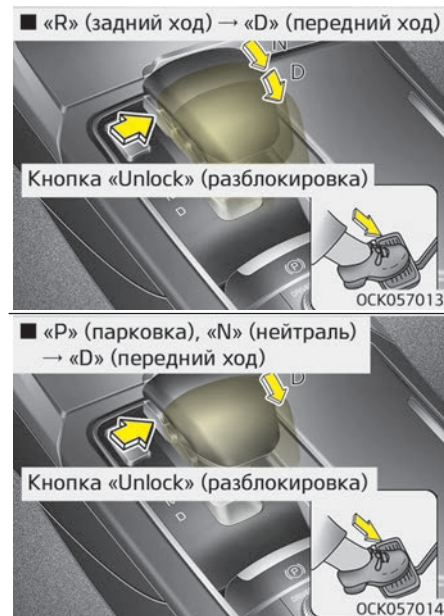 ■ «R» (задний ход) → «D» (передний ход)
N
D
Кнопка «Unlock» (разблокировка)
D
(P)
OCK057013
■ «P» (парковка), «N» (нейтраль)
→ «D» (передний ход)
D
Кнопка «Unlock» (разблокировка)
D
(P)
OCK057014